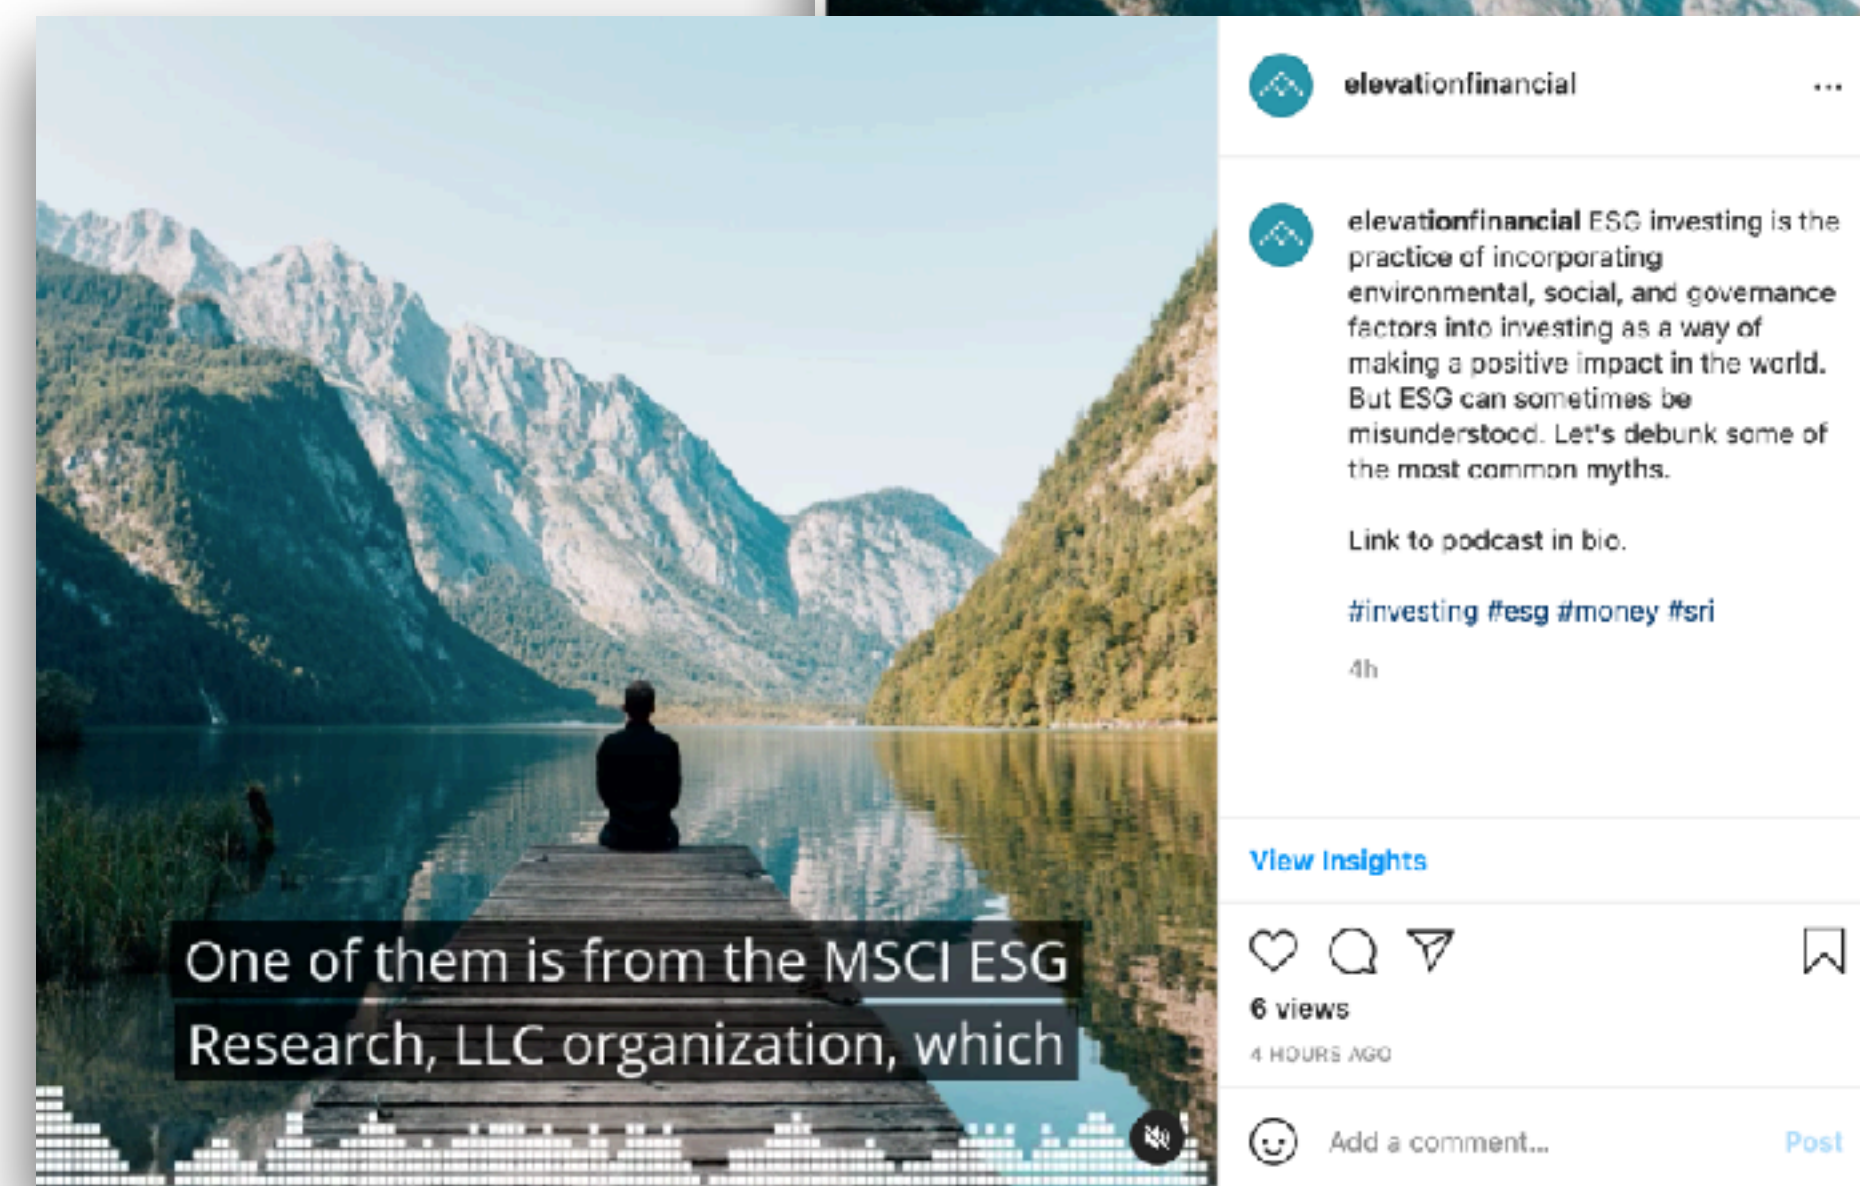 One of them is from the MSCI ESG
Research, LLC organization, which
elevationfinancial
elevationfinancial ESG investing is the
practice of incorporating
environmental, social, and governance
factors into investing as a way of
making a positive impact in the world.
But ESG can sometimes be
misunderstood. Let's debunk some of
the most common myths.
Link to podcast in bio.
#investing #esg #money #sri
4h
View Insights
6 views
4 HOURS AGO
Add a comment...
Post